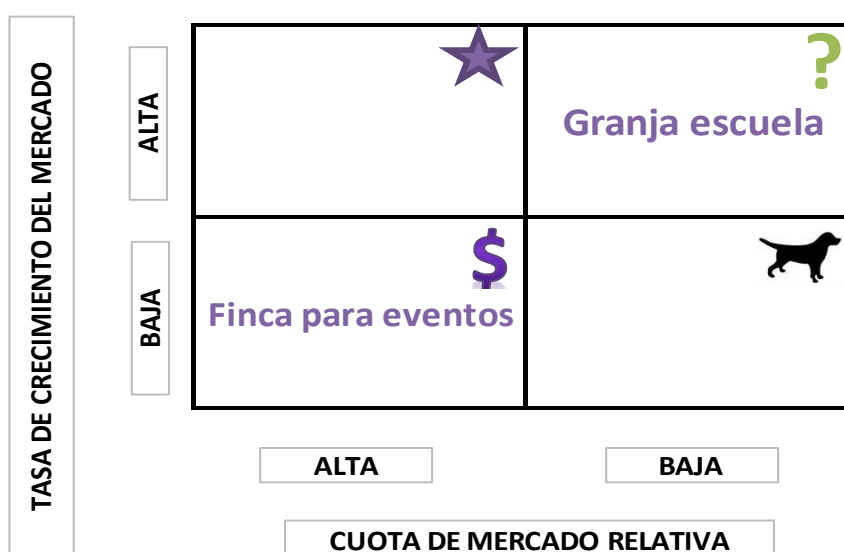 TASA DE CRECIMIENTO DEL MERCADO
ALTA
?
Granja escuela
BAJA
$
Finca para eventos
ALTA
BAJA
CUOTA DE MERCADO RELATIVA